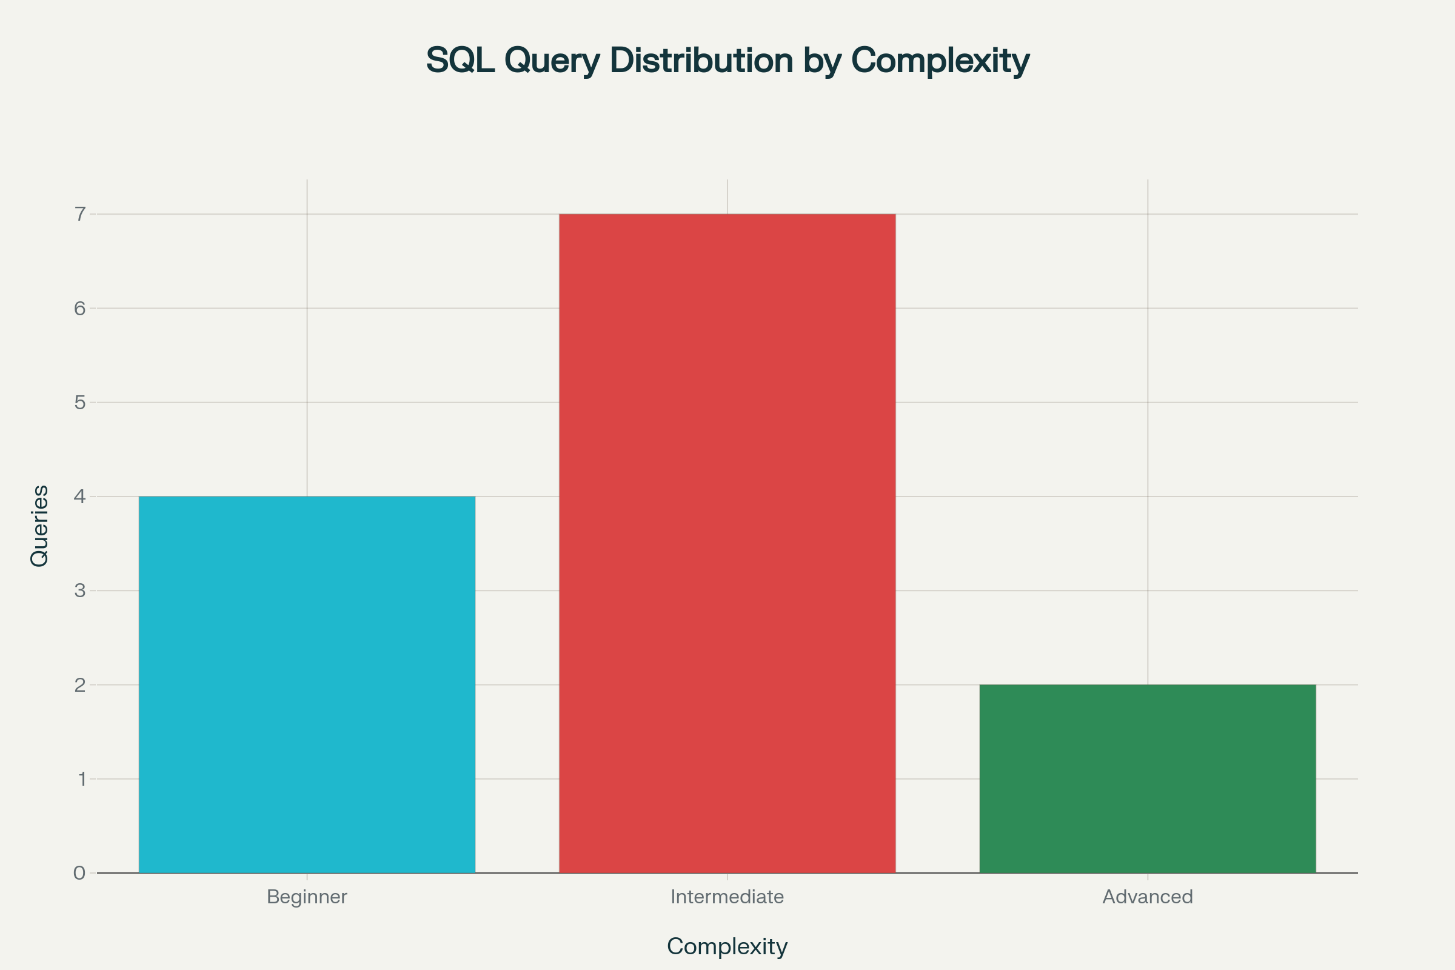 SQL Query Distribution by Complexity
7
6
5
4
3
2
1
0
Queries
Beginner
Intermediate
Advanced
Complexity